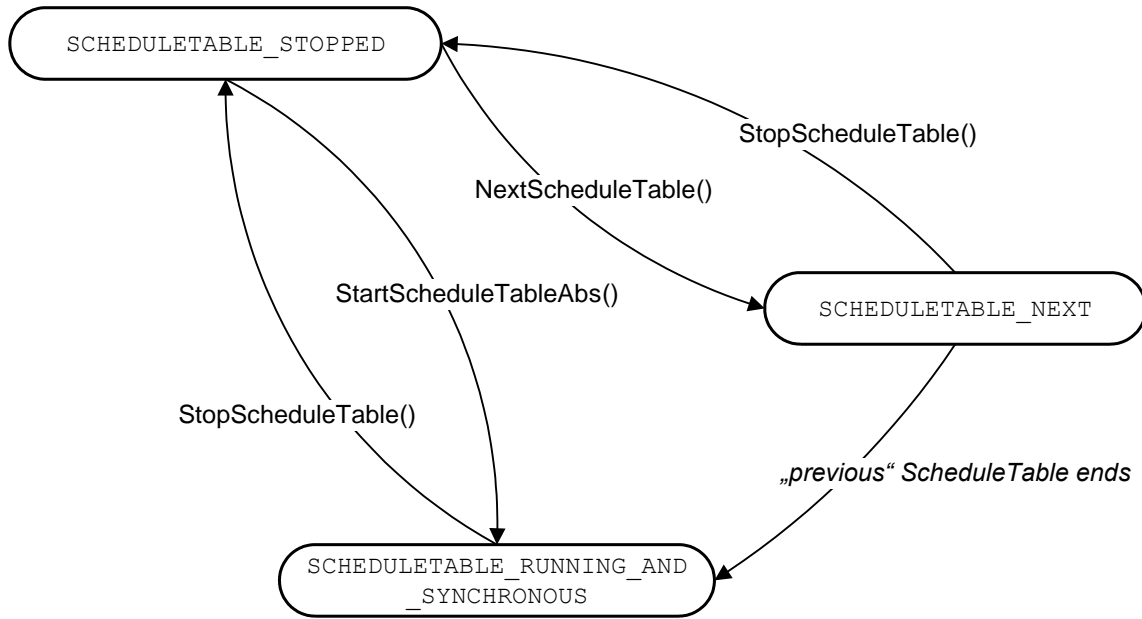 SCHEDULETABLE_STOPPED
StopScheduleTable()
NextScheduleTable()
StartScheduleTableAbs()
SCHEDULETABLE_NEXT
StopScheduleTable()
„previous“ ScheduleTable ends
SCHEDULETABLE_RUNNING_AND
_SYNCHRONOUS